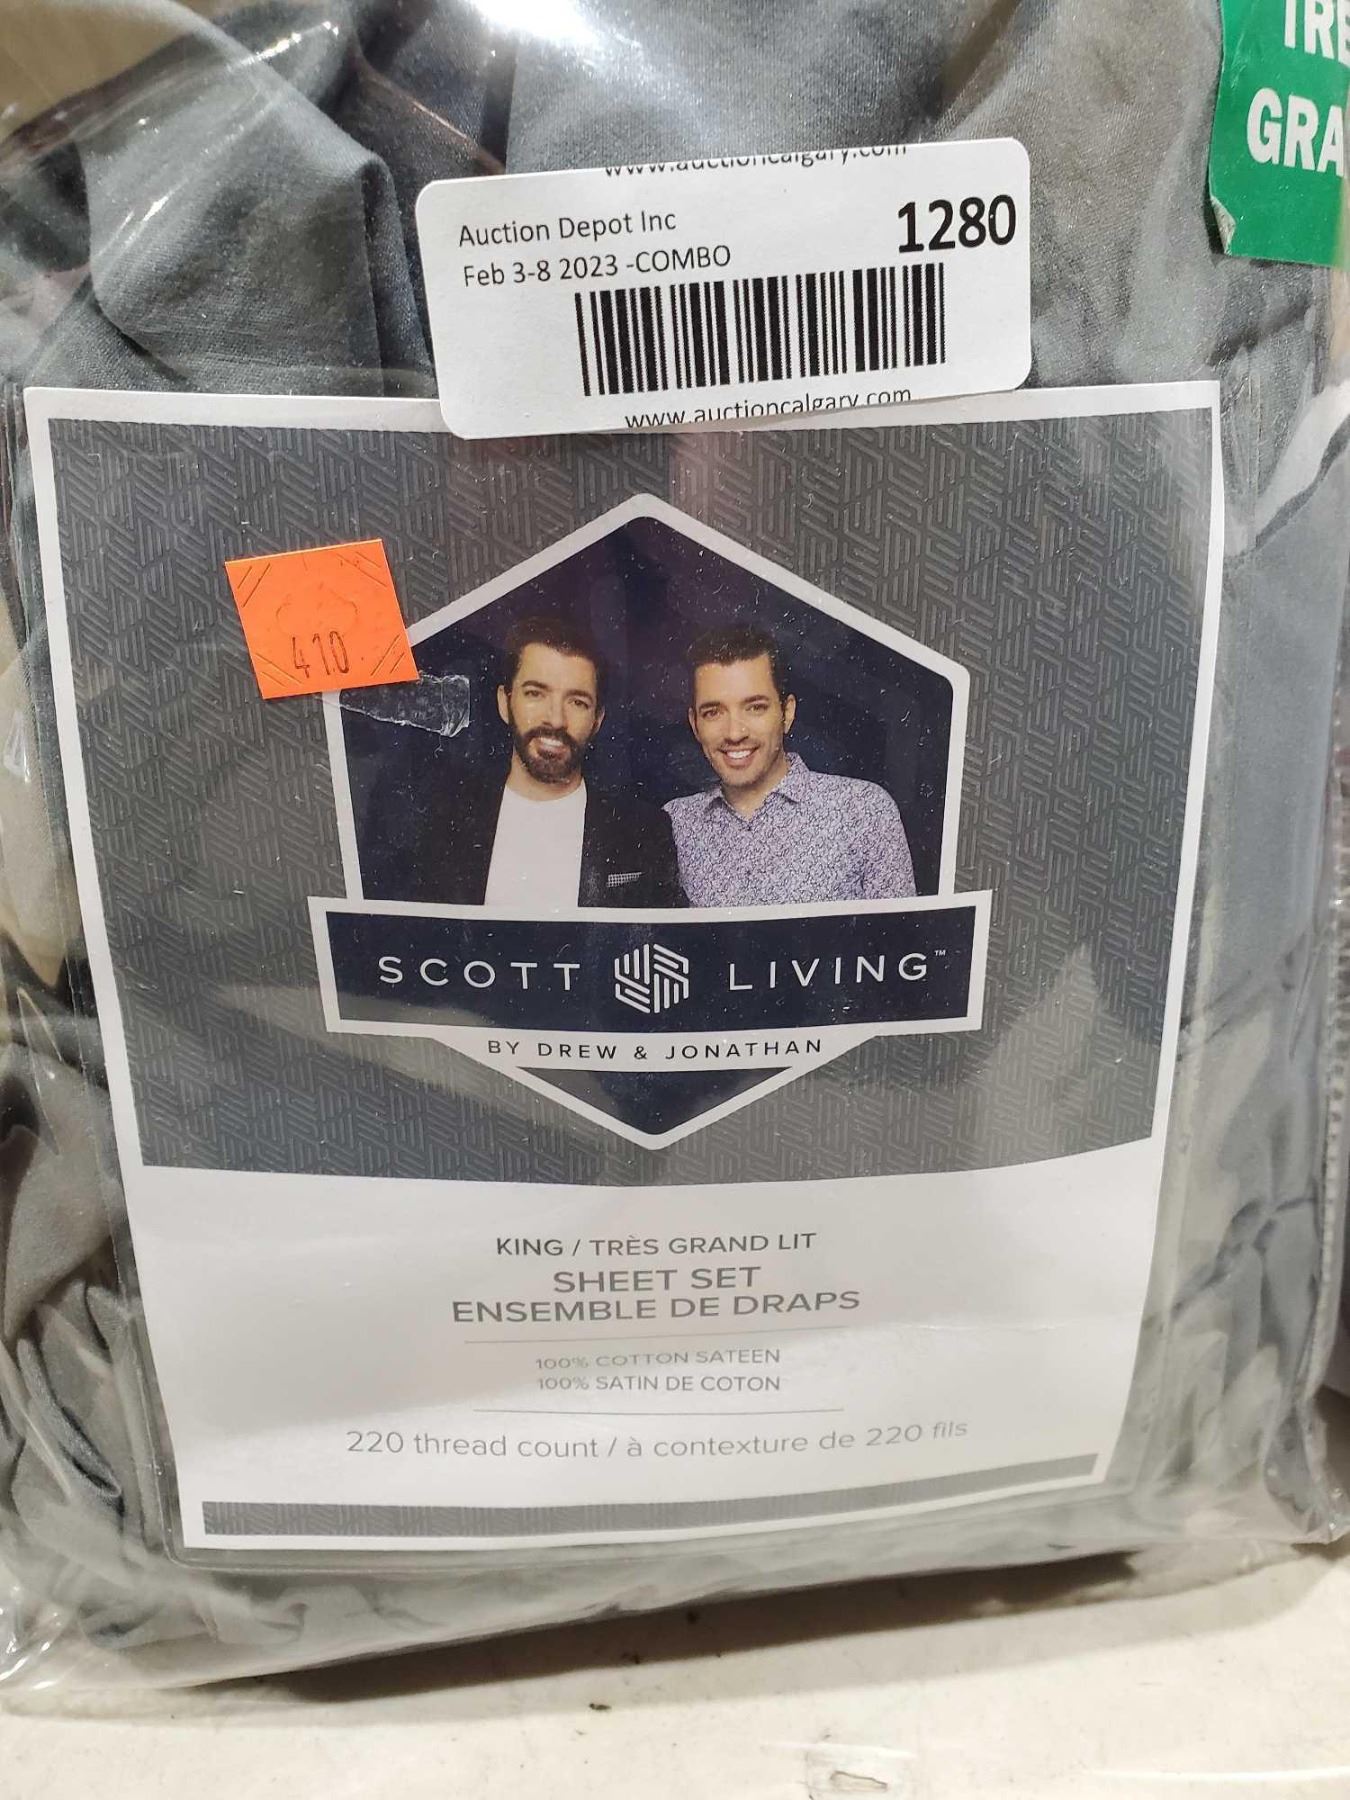 TRÈ
GRA
www.auctioncalgary.com
Auction Depot Inc
1280
Feb 3-8 2023 -COMBO
www.auctioncalgary.com
410
SCOTT LIVING™
BY DREW & JONATHAN
KING / TRÈS GRAND LIT
SHEET SET
ENSEMBLE DE DRAPS
100% COTTON SATEEN
100% SATIN DE COTON
220 thread count / à contexture de 220 fils